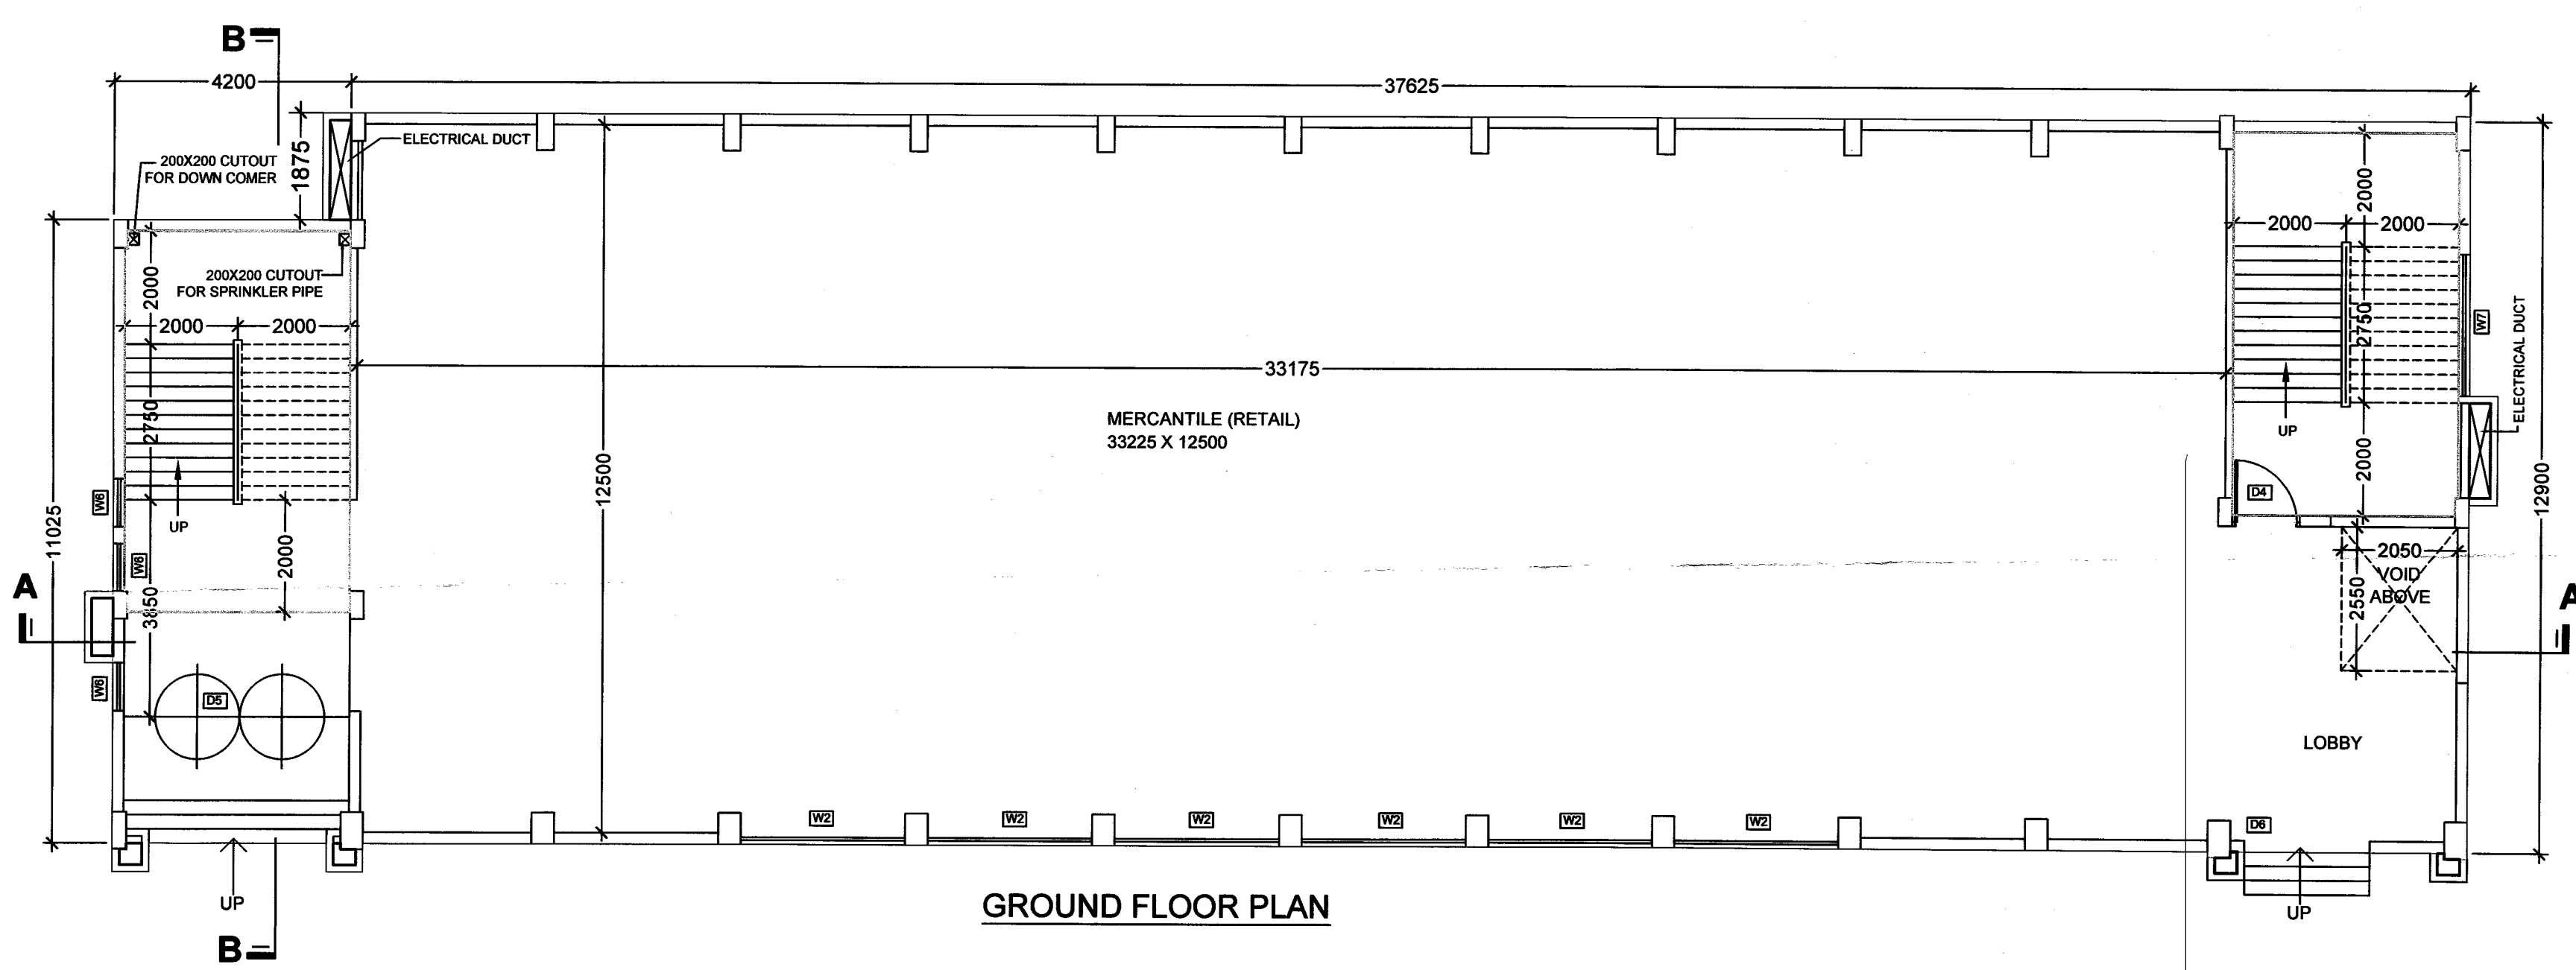 B
4200
37625
ELECTRICAL DUCT
1875
200X200 CUTOUT
FOR DOWN COMER
200X200 CUTOUT
FOR SPRINKLER PIPE
2000
2000
2000
2000
2000
2000
2750
W7
ELECTRICAL DUCT
33175
MERCANTILE (RETAIL)
33225 X 12500
2750
UP
UP
2000
12500
12900
11025
W6
W6
2000
3650
D4
2050
VOID
ABOVE
2550
A
A
W6
D5
LOBBY
W2
W2
W2
W2
W2
W2
D6
UP
UP
GROUND FLOOR PLAN
B